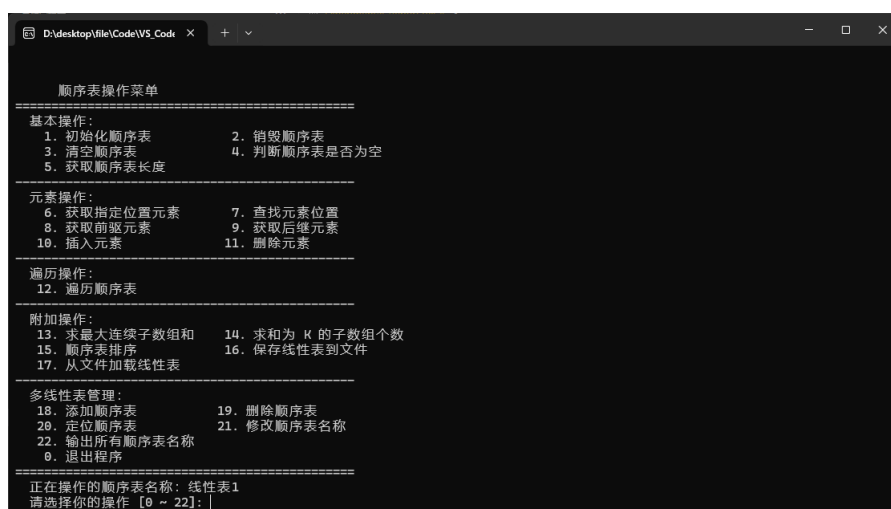 D:\desktop\file\Code\VS_Code
顺序表操作菜单
基本操作:
1. 初始化顺序表 2. 销毁顺序表
3. 清空顺序表 4. 判断顺序表是否为空
5. 获取顺序表长度
元素操作:
6. 获取指定位置元素 7. 查找元素位置
8. 获取前驱元素 9. 获取后继元素
10. 插入元素 11. 删除元素
遍历操作:
12. 遍历顺序表
附加操作:
13. 求最大连续子数组和 14. 求和为 K 的子数组个数
15. 顺序表排序 16. 保存线性表到文件
17. 从文件加载线性表
多线性表管理:
18. 添加顺序表 19. 删除顺序表
20. 定位顺序表 21. 修改顺序表名称
22. 输出所有顺序表名称
0. 退出程序
正在操作的顺序表名称: 线性表1
请选择你的操作 [0 ~ 22]: